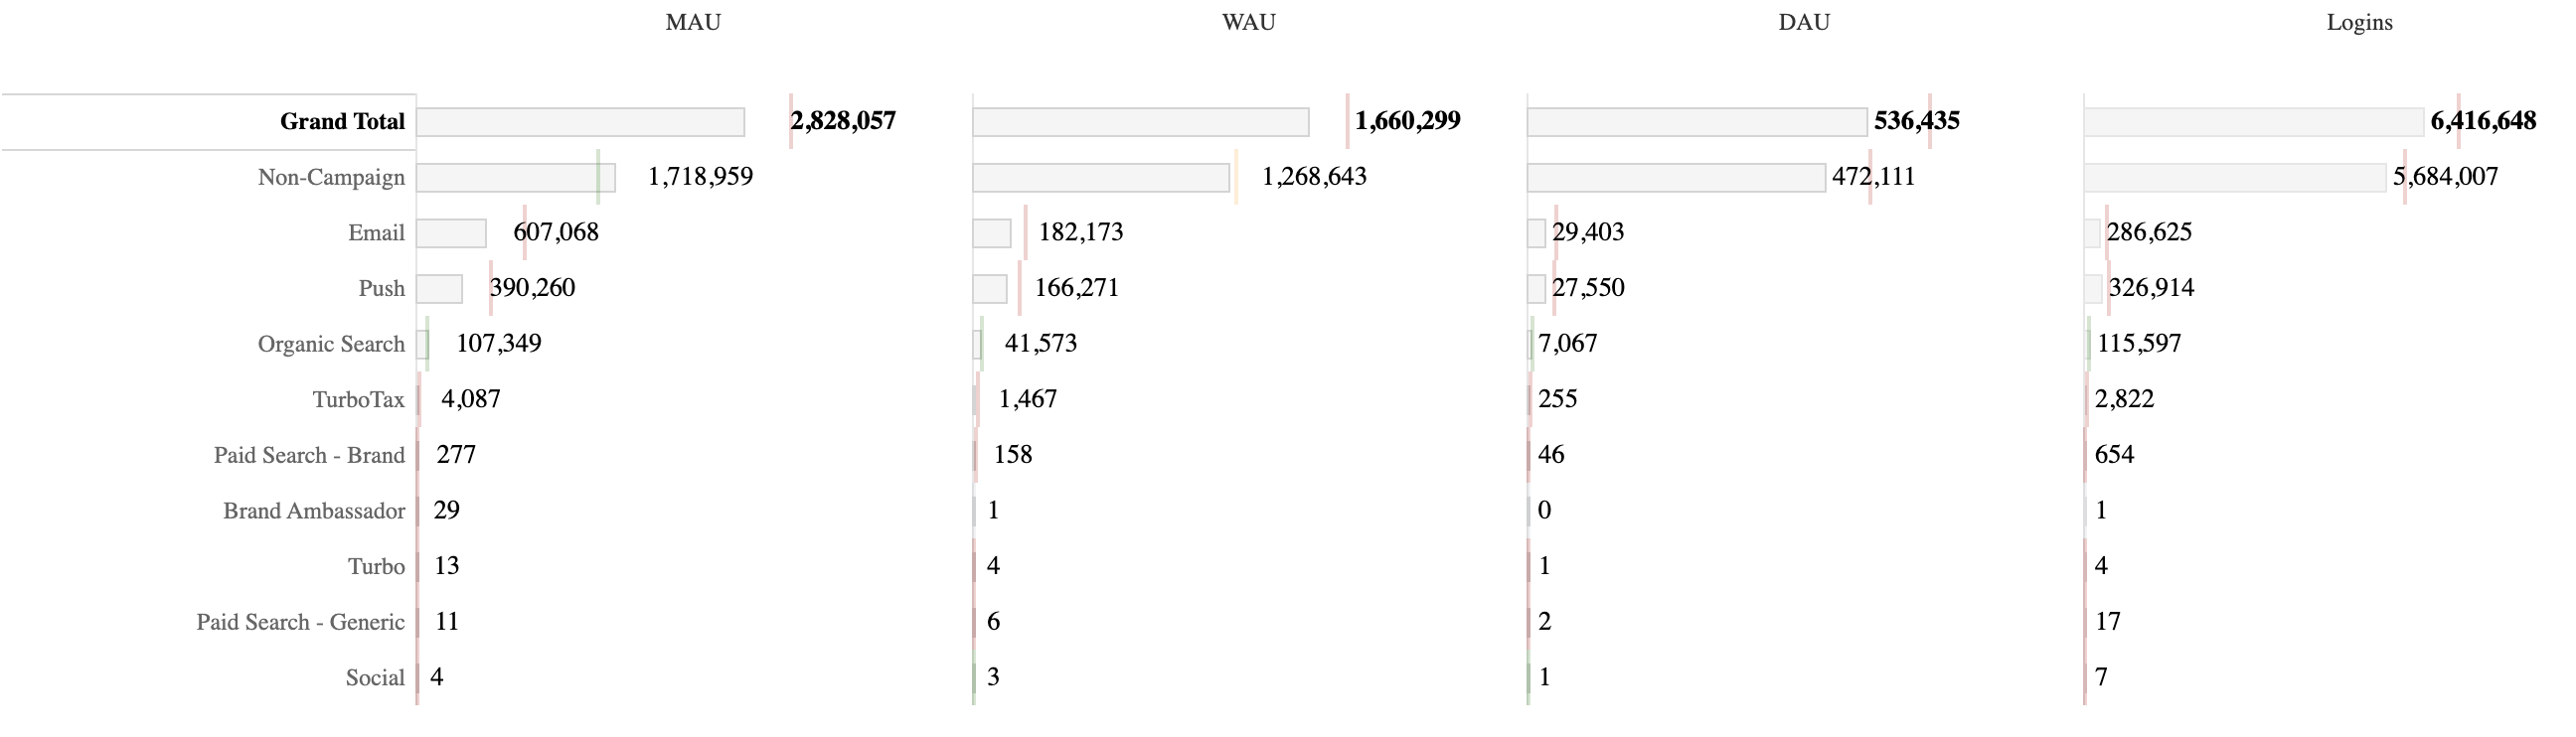 MAU WAU DAU Logins
Grand Total 2,828,057 1,660,299 536,435 6,416,648
Non-Campaign 1,718,959 1,268,643 472,111 5,684,007
Email 607,068 182,173 29,403 286,625
Push 390,260 166,271 27,550 326,914
Organic Search 107,349 41,573 7,067 115,597
TurboTax 4,087 1,467 255 2,822
Paid Search - Brand 277 158 46 654
Brand Ambassador 29 1 0 1
Turbo 13 4 1 4
Paid Search - Generic 11 6 2 17
Social 4 3 1 7